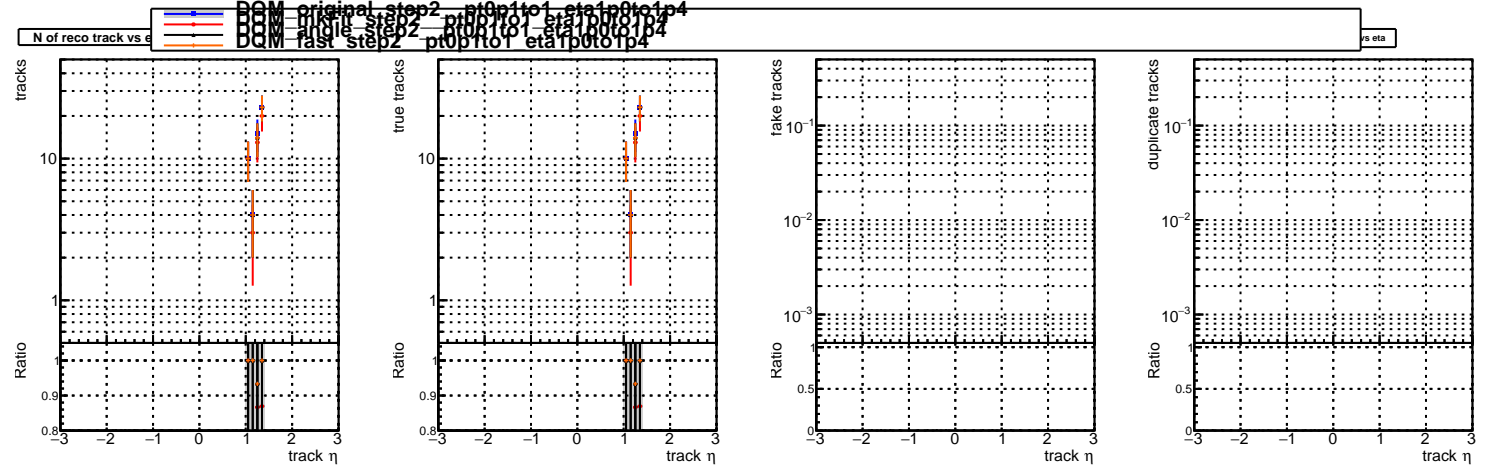 DQM_original_step2__pt0p1to1_eta1p0to1p4
DQM_mkfit_step2__pt0p1to1_eta1p0to1p4
DQM_angle_step2__pt0p1to1_eta1p0to1p4
DQM_fast_step2__pt0p1to1_eta1p0to1p4
N of reco track vs e
vs eta
tracks
10
1
Ratio
1
0.9
0.8
−3 −2 −1 0 1 2 3
track η
true tracks
10
1
Ratio
1
0.9
0.8
−3 −2 −1 0 1 2 3
track η
fake tracks
10−1
10−2
10−3
Ratio
1
0.5
0
−3 −2 −1 0 1 2 3
track η
duplicate tracks
10−1
10−2
10−3
Ratio
1
0.5
0
−3 −2 −1 0 1 2 3
track η